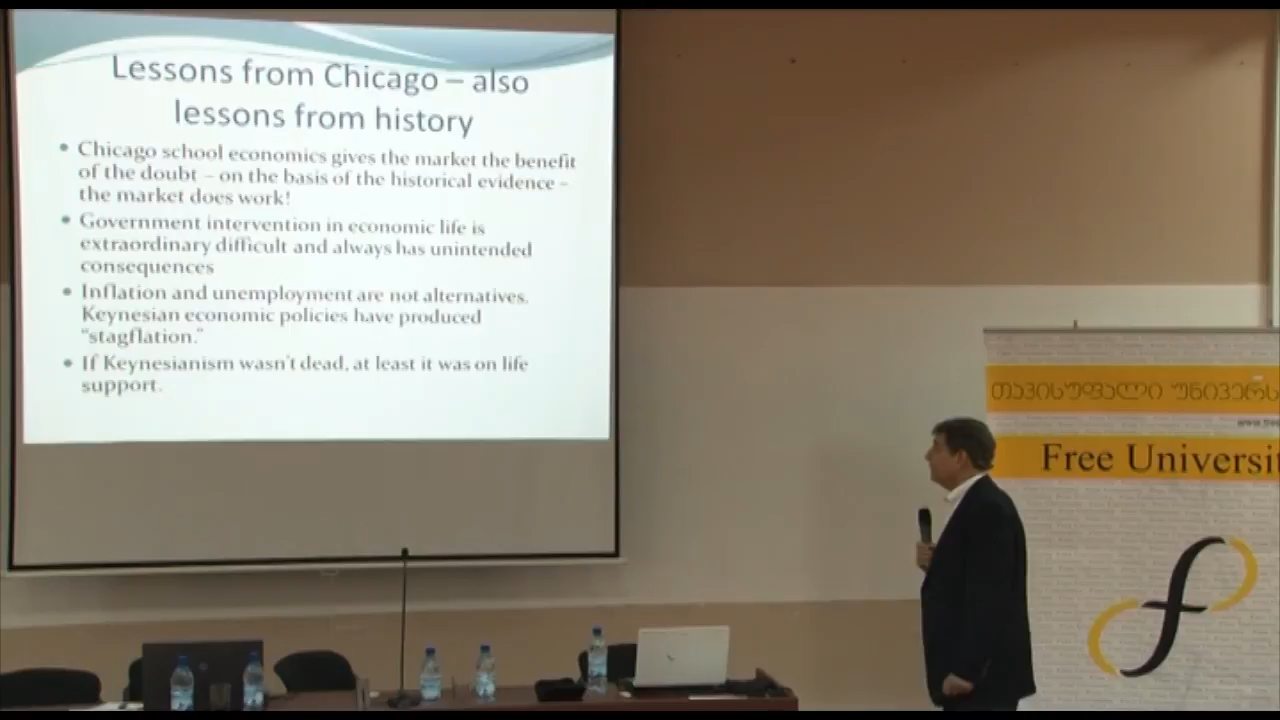 Lessons from Chicago – also
lessons from history
• Chicago school economics gives the market the benefit
of the doubt – on the basis of the historical evidence –
the market does work!
• Government intervention in economic life is
extraordinary difficult and always has unintended
consequences
• Inflation and unemployment are not alternatives.
Keynesian economic policies have produced
"stagflation."
• If Keynesianism wasn't dead, at least it was on life
support.
თავისუფალი უნივერს
Free Universit